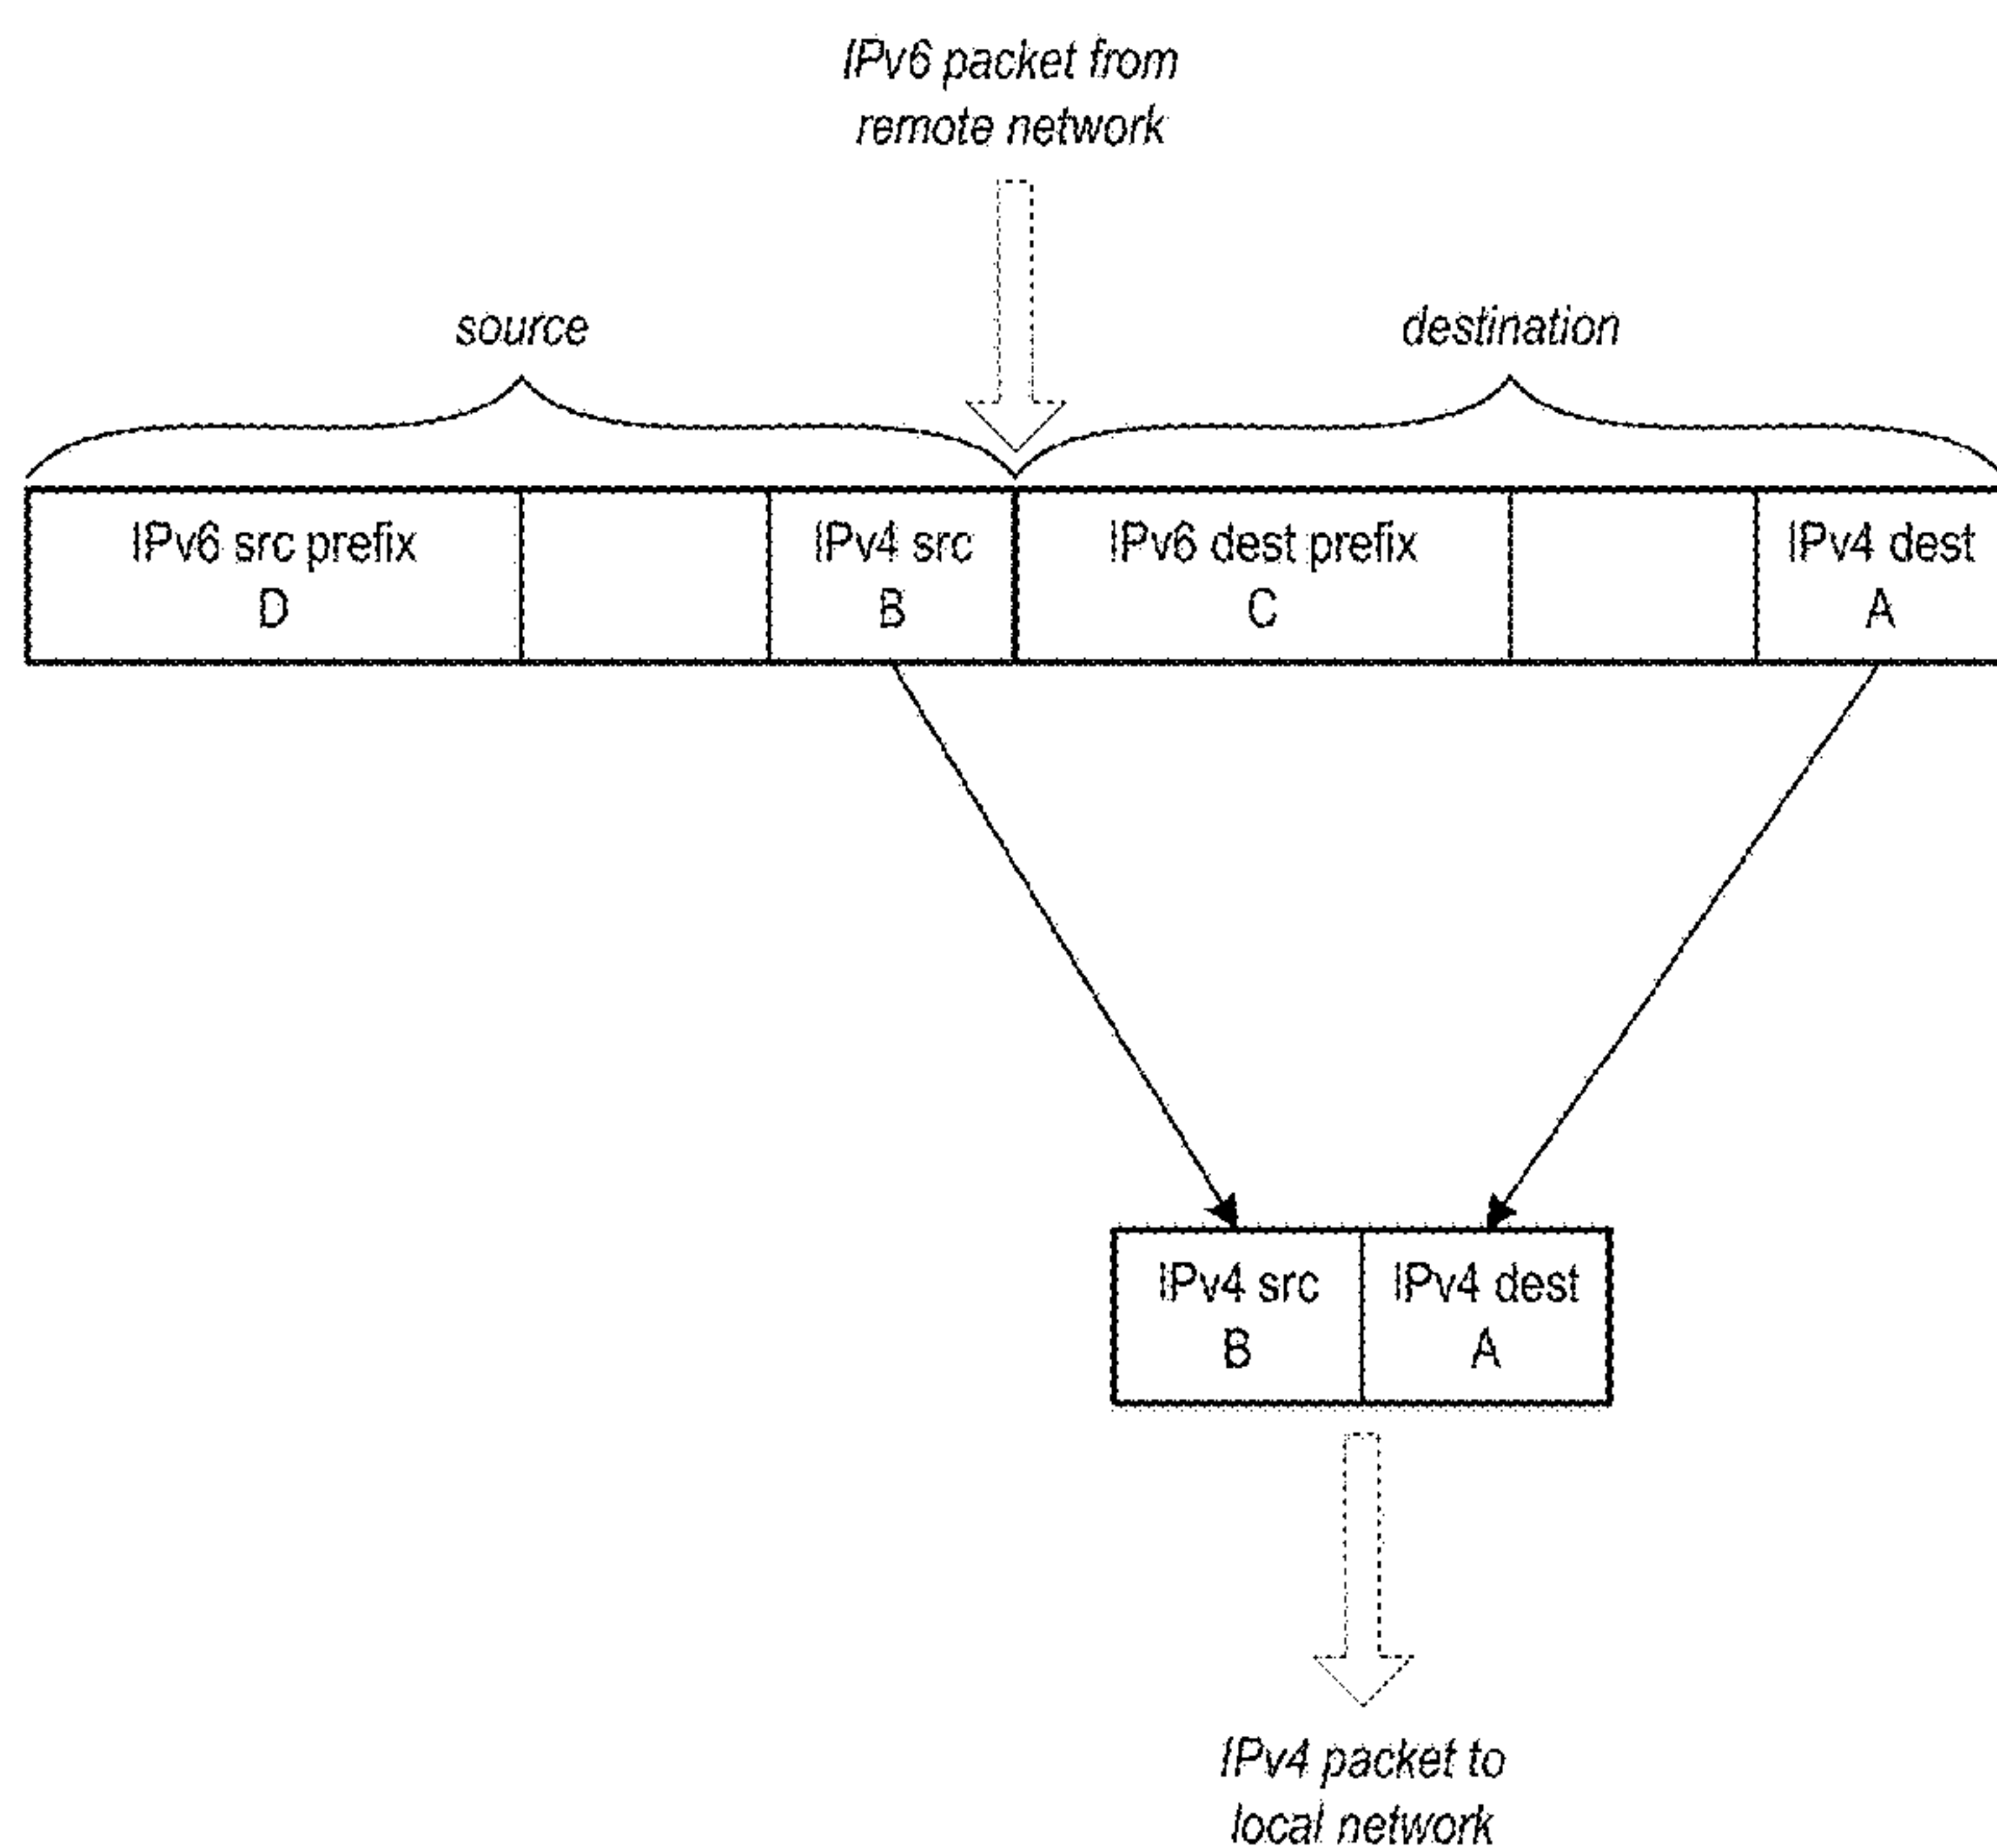 IPv6 packet from
remote network
source
destination
IPv6 src prefix
D
IPv4 src
B
IPv6 dest prefix
C
IPv4 dest
A
IPv4 src
B
IPv4 dest
A
IPv4 packet to
local network